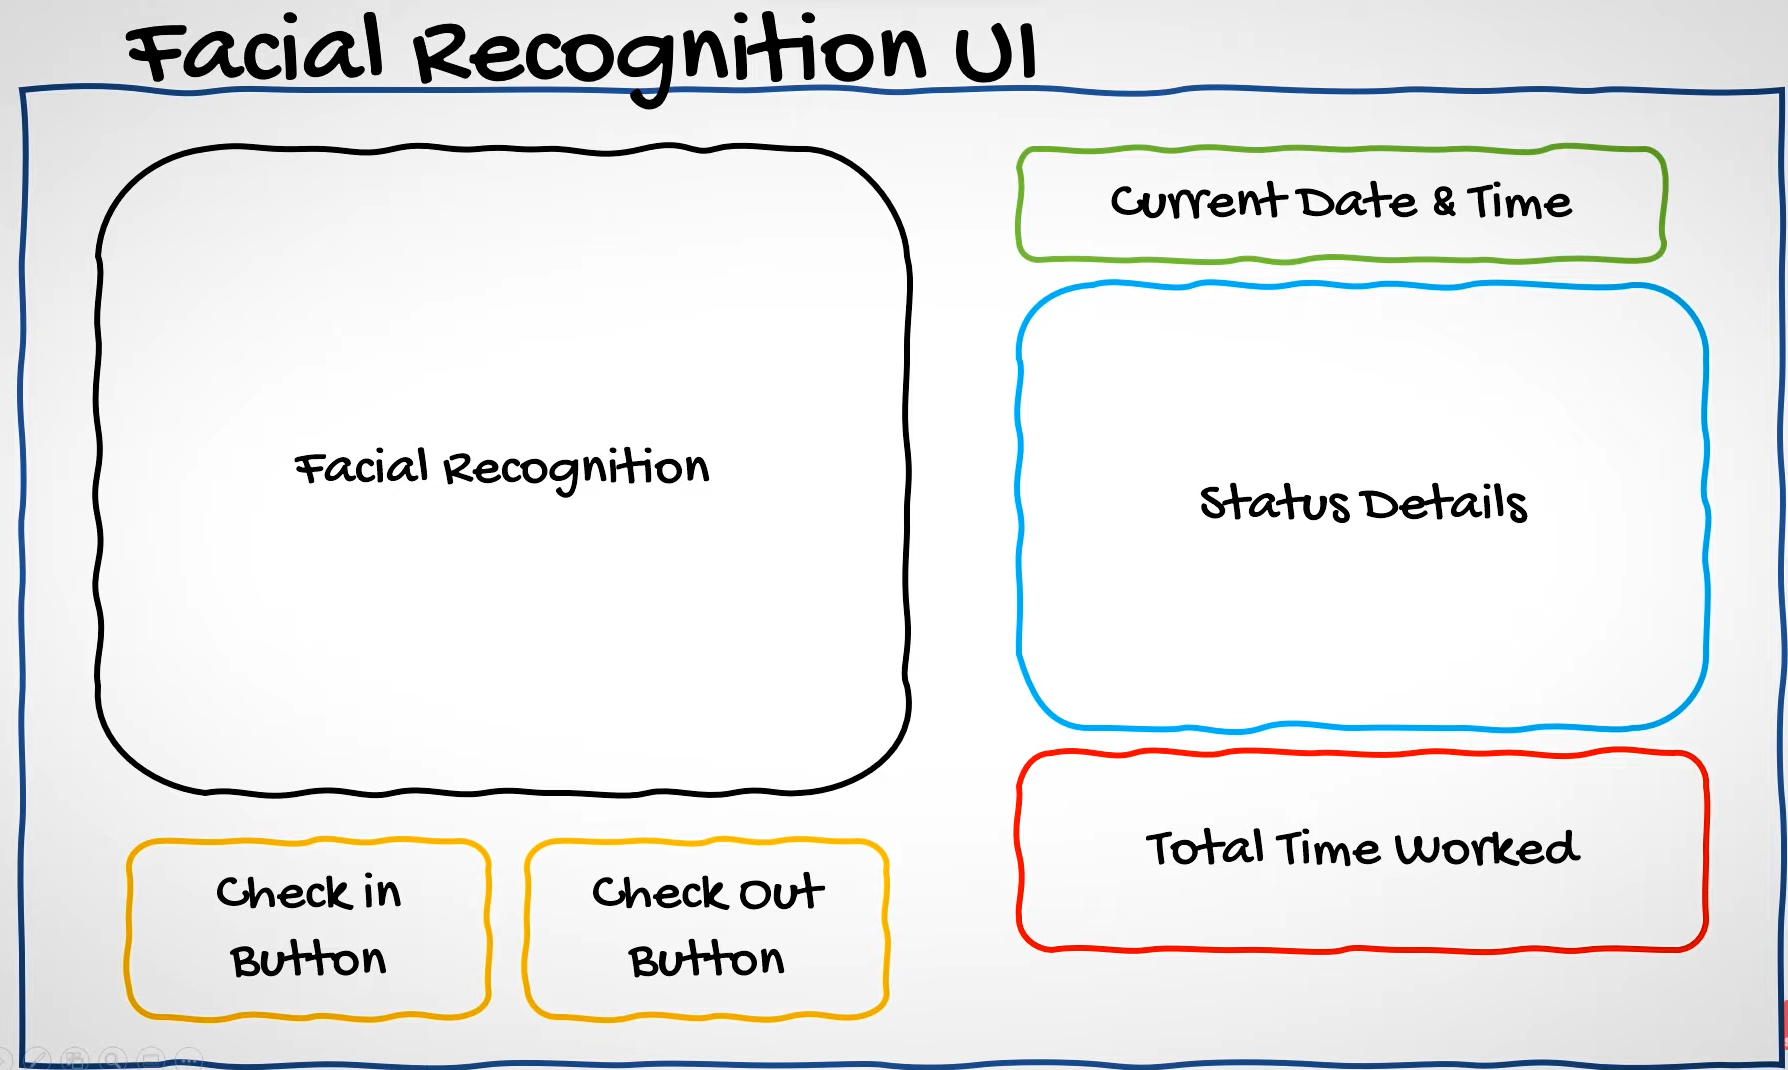 Facial Recognition UI
Facial Recognition
Check in
Button
Check Out
Button
Current Date & Time
Status Details
Total Time Worked